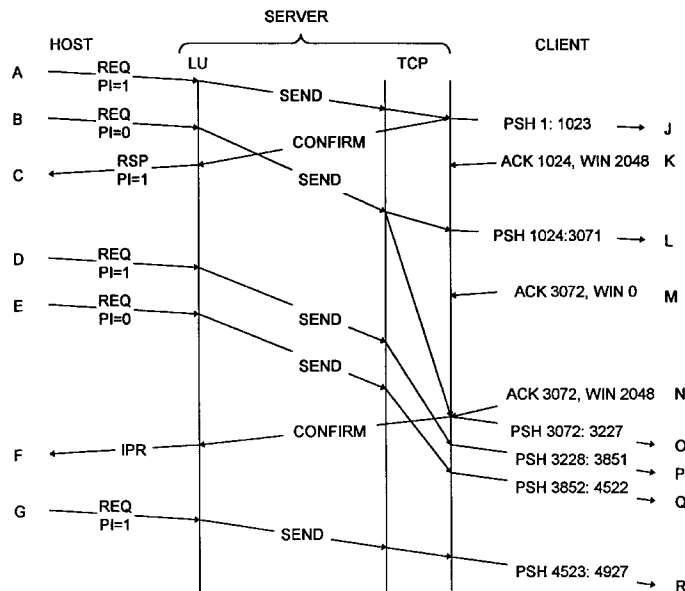 SERVER
HOST
CLIENT
LU
TCP
A
REQ
PI=1
SEND
PSH 1: 1023
J
B
REQ
PI=0
CONFIRM
C
RSP
PI=1
ACK 1024, WIN 2048
K
SEND
PSH 1024:3071
L
D
REQ
PI=1
ACK 3072, WIN 0
M
E
REQ
PI=0
SEND
SEND
ACK 3072, WIN 2048
N
CONFIRM
PSH 3072: 3227
O
F
IPR
PSH 3228: 3851
P
PSH 3852: 4522
Q
G
REQ
PI=1
SEND
PSH 4523: 4927
R